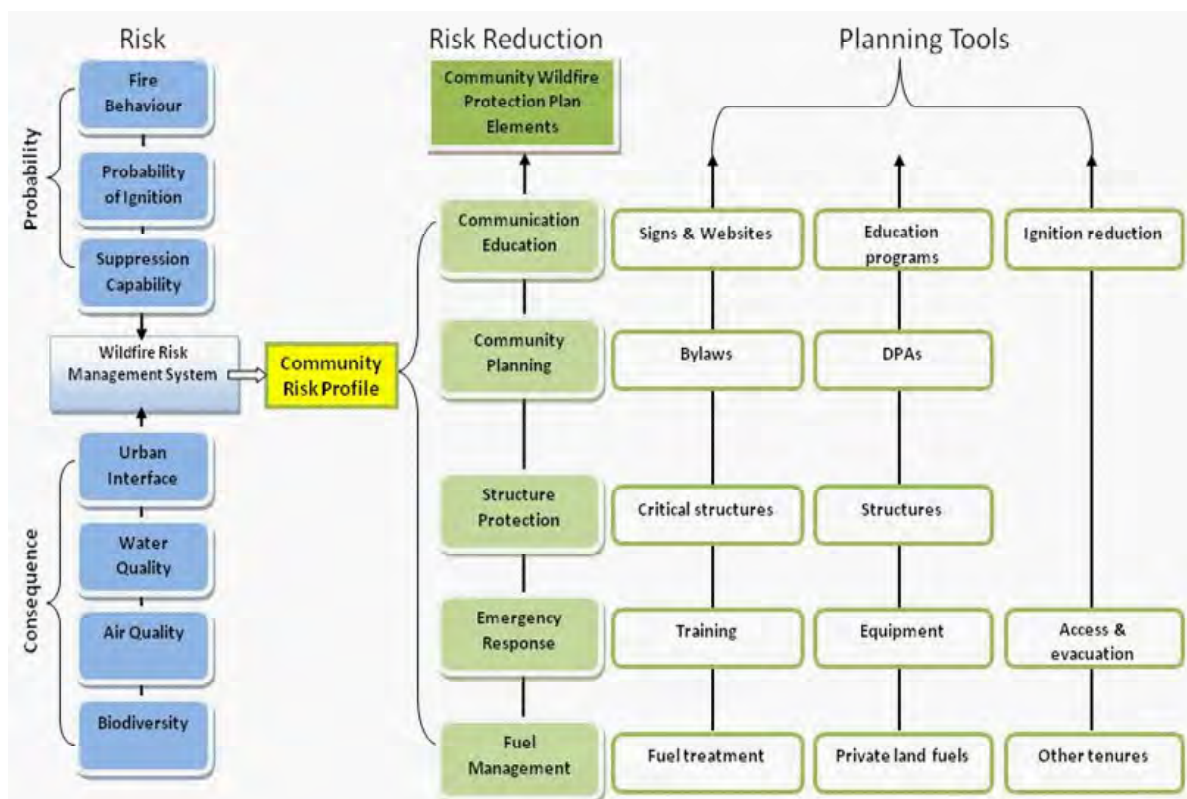 Risk
Risk Reduction
Planning Tools
Probability
Fire
Behaviour
Probability
of Ignition
Suppression
Capability
Wildfire Risk
Management System
Consequence
Urban
Interface
Water
Quality
Air Quality
Biodiversity
Community
Risk Profile
Community Wildfire
Protection Plan
Elements
Communication
Education
Signs & Websites
Education
programs
Ignition reduction
Community
Planning
Bylaws
DPAs
Structure
Protection
Critical structures
Structures
Emergency
Response
Training
Equipment
Access &
evacuation
Fuel
Management
Fuel treatment
Private land fuels
Other tenures